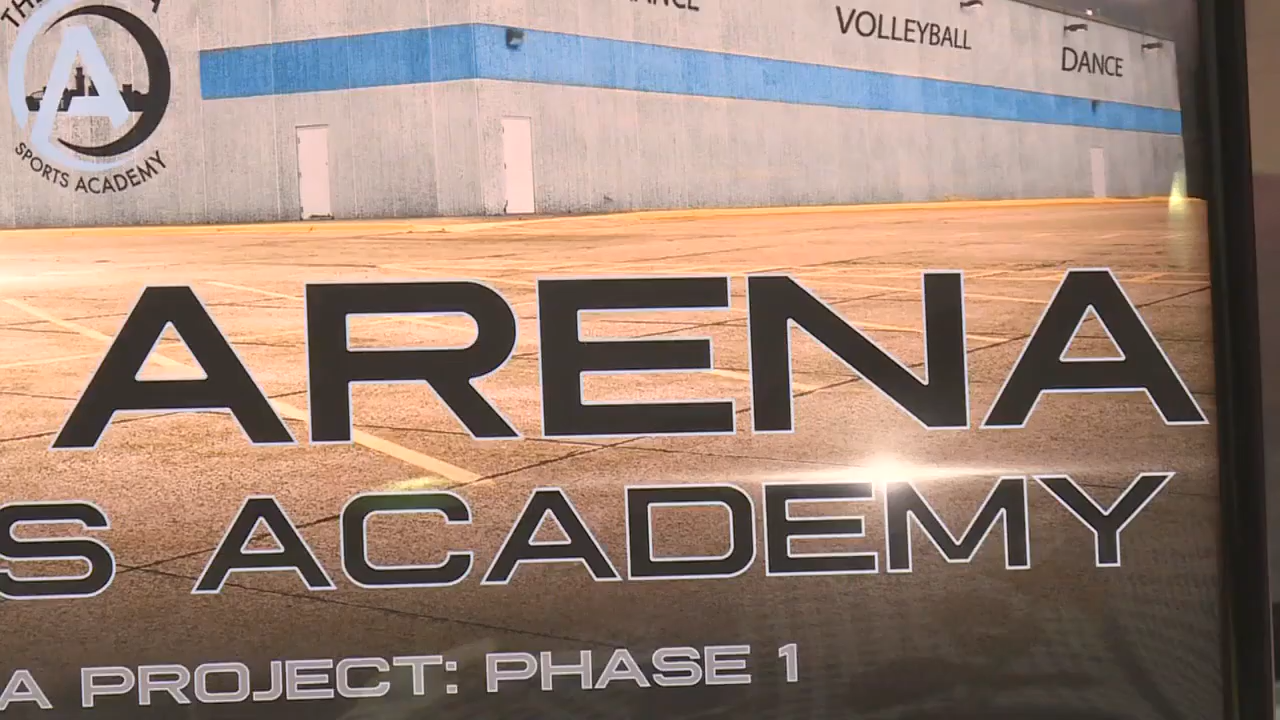 SPORTS ACADEMY
VOLLEYBALL
DANCE
ARENA
S ACADEMY
A PROJECT: PHASE 1